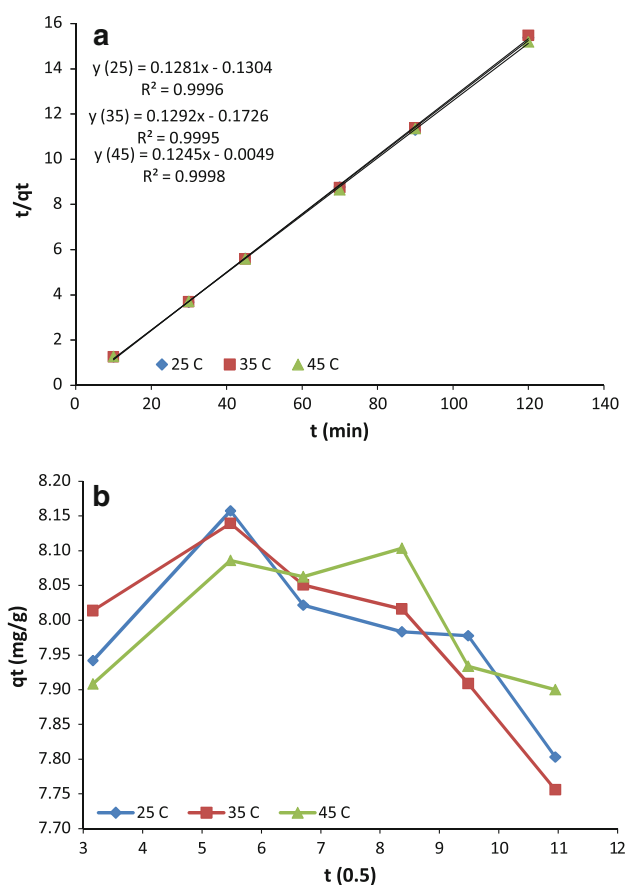 a
y (25) = 0.1281x - 0.1304
R² = 0.9996
y (35) = 0.1292x - 0.1726
R² = 0.9995
y (45) = 0.1245x - 0.0049
R² = 0.9998
16
14
12
10
8
6
4
2
0
t/qt
25 C 35 C 45 C
0 20 40 60 80 100 120 140
t (min)
b
8.20
8.15
8.10
8.05
8.00
7.95
7.90
7.85
7.80
7.75
7.70
qt (mg/g)
25 C 35 C 45 C
3 4 5 6 7 8 9 10 11 12
t (0.5)